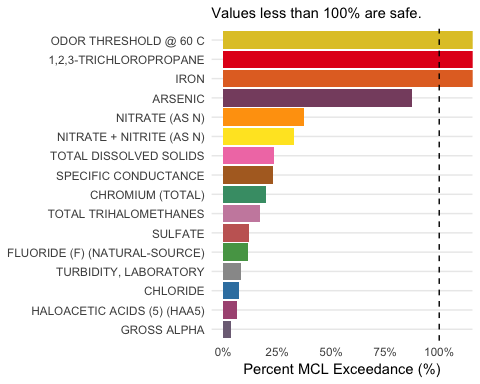 Values less than 100% are safe.
ODOR THRESHOLD @ 60 C
1,2,3-TRICHLOROPROPANE
IRON
ARSENIC
NITRATE (AS N)
NITRATE + NITRITE (AS N)
TOTAL DISSOLVED SOLIDS
SPECIFIC CONDUCTANCE
CHROMIUM (TOTAL)
TOTAL TRIHALOMETHANES
SULFATE
FLUORIDE (F) (NATURAL-SOURCE)
TURBIDITY, LABORATORY
CHLORIDE
HALOACETIC ACIDS (5) (HAA5)
GROSS ALPHA
0% 25% 50% 75% 100%
Percent MCL Exceedance (%)